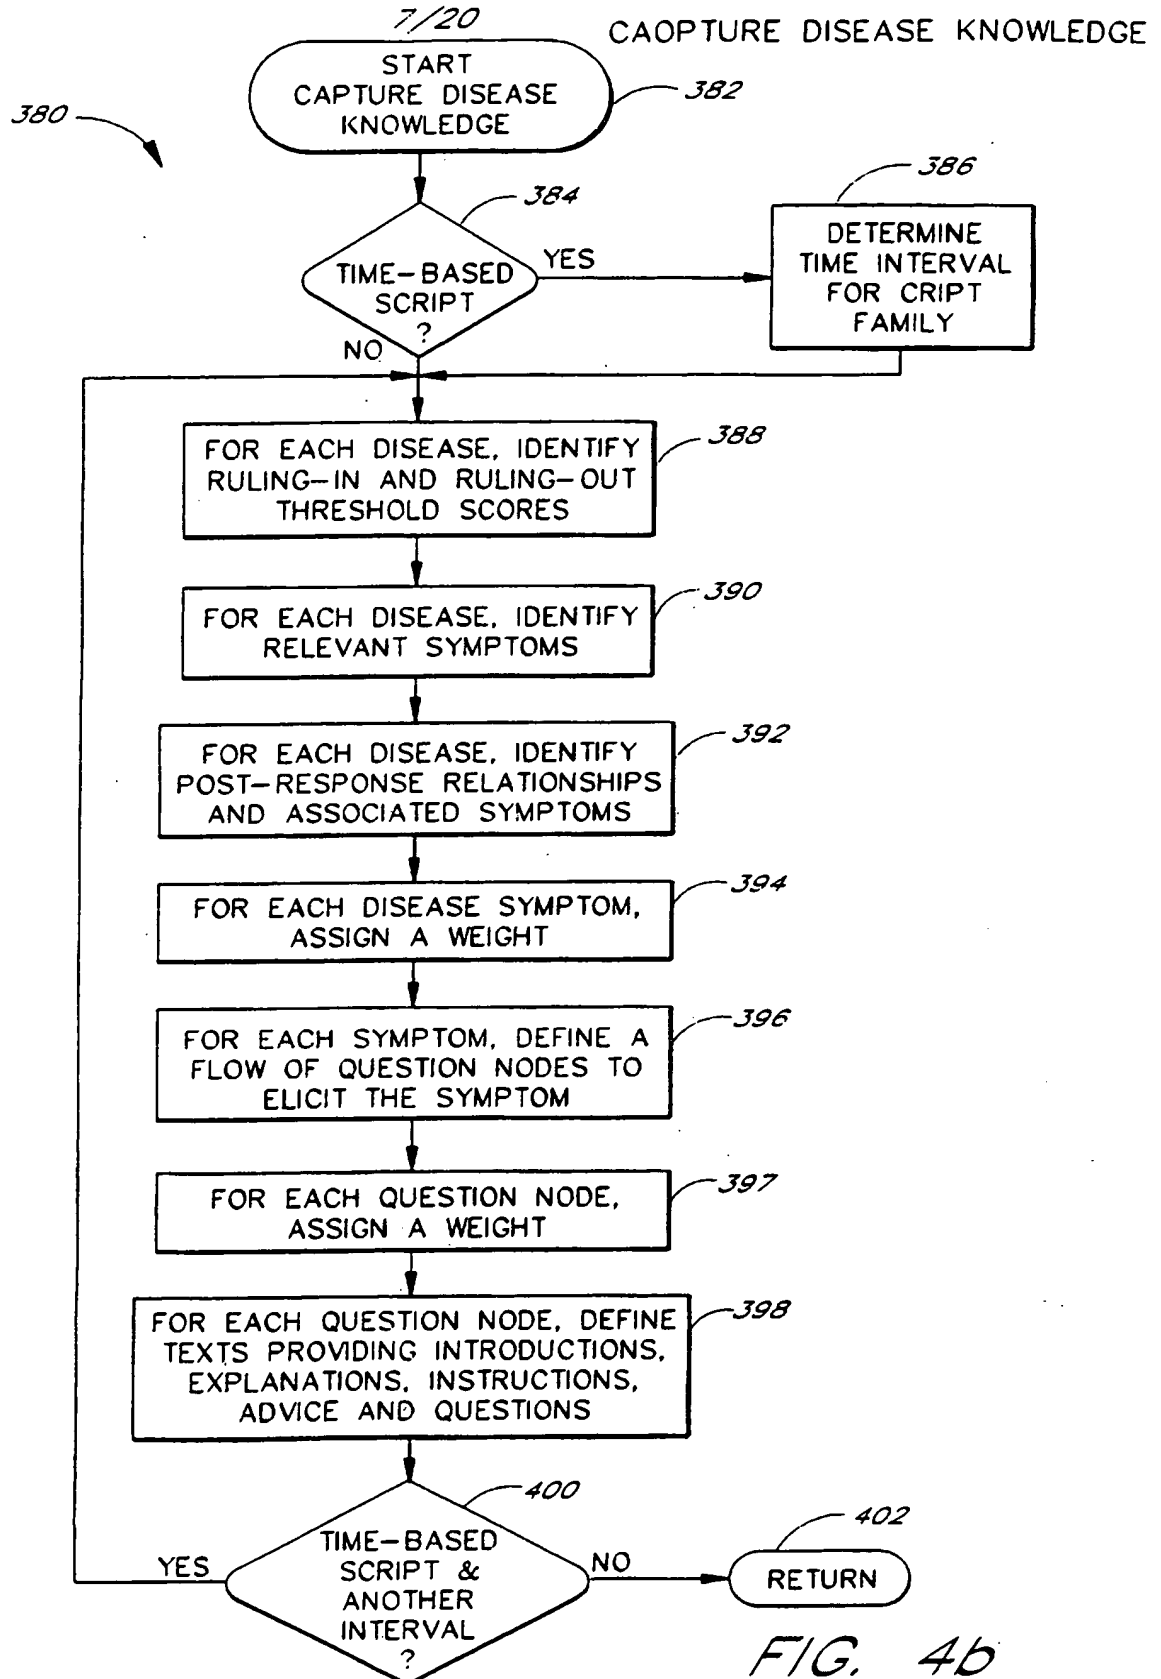 7/20
CAOPTURE DISEASE KNOWLEDGE
START
CAPTURE DISEASE
KNOWLEDGE
382
380
384
386
TIME-BASED
SCRIPT
?
YES
DETERMINE
TIME INTERVAL
FOR CRIPT
FAMILY
NO
FOR EACH DISEASE, IDENTIFY
RULING-IN AND RULING-OUT
THRESHOLD SCORES
388
FOR EACH DISEASE, IDENTIFY
RELEVANT SYMPTOMS
390
FOR EACH DISEASE, IDENTIFY
POST-RESPONSE RELATIONSHIPS
AND ASSOCIATED SYMPTOMS
392
FOR EACH DISEASE SYMPTOM,
ASSIGN A WEIGHT
394
FOR EACH SYMPTOM, DEFINE A
FLOW OF QUESTION NODES TO
ELICIT THE SYMPTOM
396
FOR EACH QUESTION NODE,
ASSIGN A WEIGHT
397
FOR EACH QUESTION NODE, DEFINE
TEXTS PROVIDING INTRODUCTIONS,
EXPLANATIONS, INSTRUCTIONS,
ADVICE AND QUESTIONS
398
400
TIME-BASED
SCRIPT &
ANOTHER
INTERVAL
?
YES
NO
402
RETURN
FIG. 4b